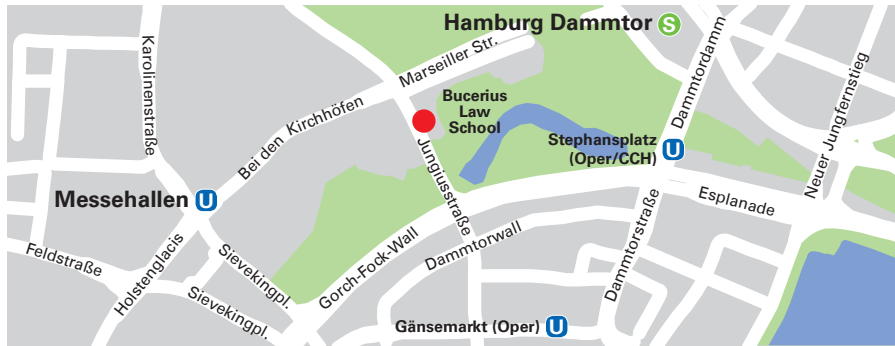 Hamburg Dammtor S
Karolinenstraße
Marseiller Str.
Dammtordamm
Neuer Jungfernstieg
Bei den Kirchhöfen
Bucerius
Law
School
Stephansplatz
(Oper/CCH) U
Jungiusstraße
Messehallen U
Esplanade
Feldstraße
Holstenglacis
Sievekingpl.
Sievekingpl.
Gorch-Fock-Wall
Dammtorwall
Dammtorstraße
Gänsemarkt (Oper) U